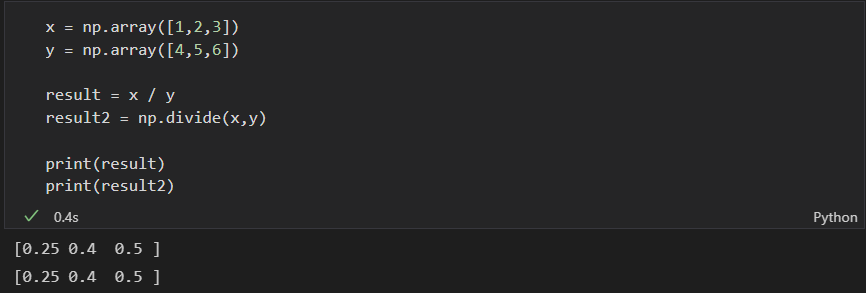 x = np.array([1,2,3])
y = np.array([4,5,6])
result = x / y
result2 = np.divide(x,y)
print(result)
print(result2)
0.4s
Python
[0.25 0.4  0.5 ]
[0.25 0.4  0.5 ]